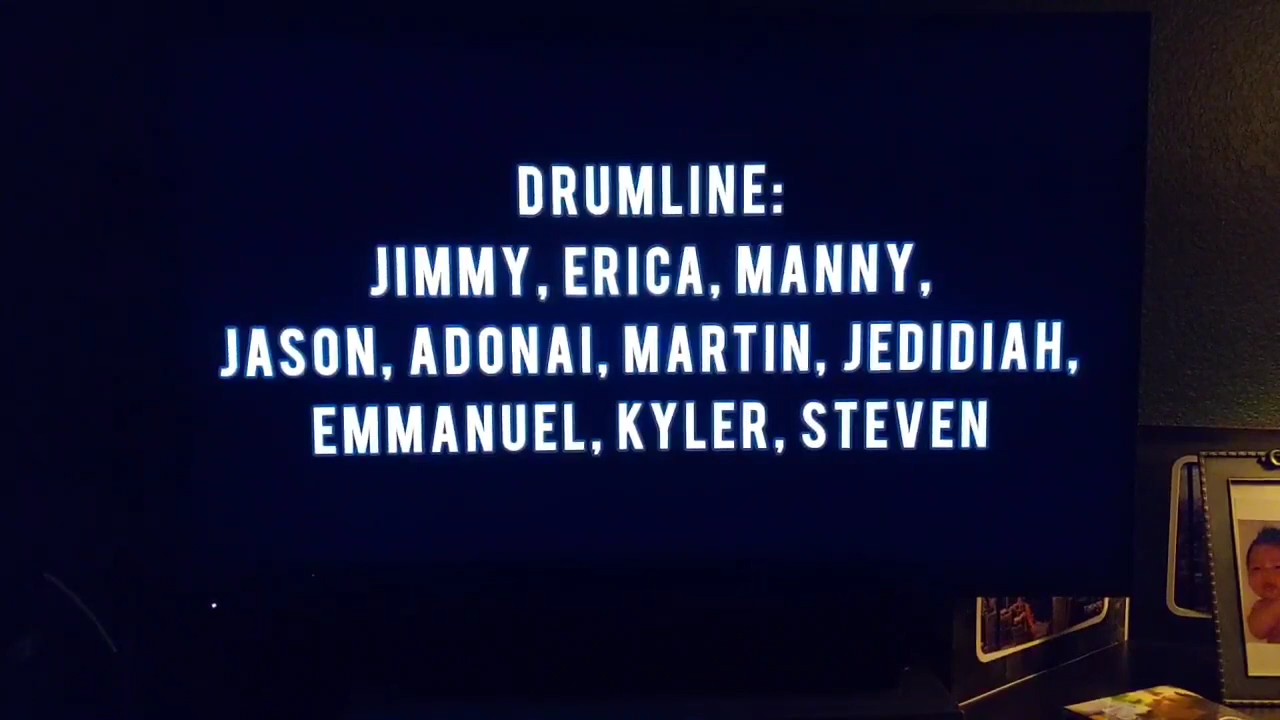 DRUMLINE:
JIMMY, ERICA, MANNY,
JASON, ADONAI, MARTIN, JEDIDIAH,
EMMANUEL, KYLER, STEVEN